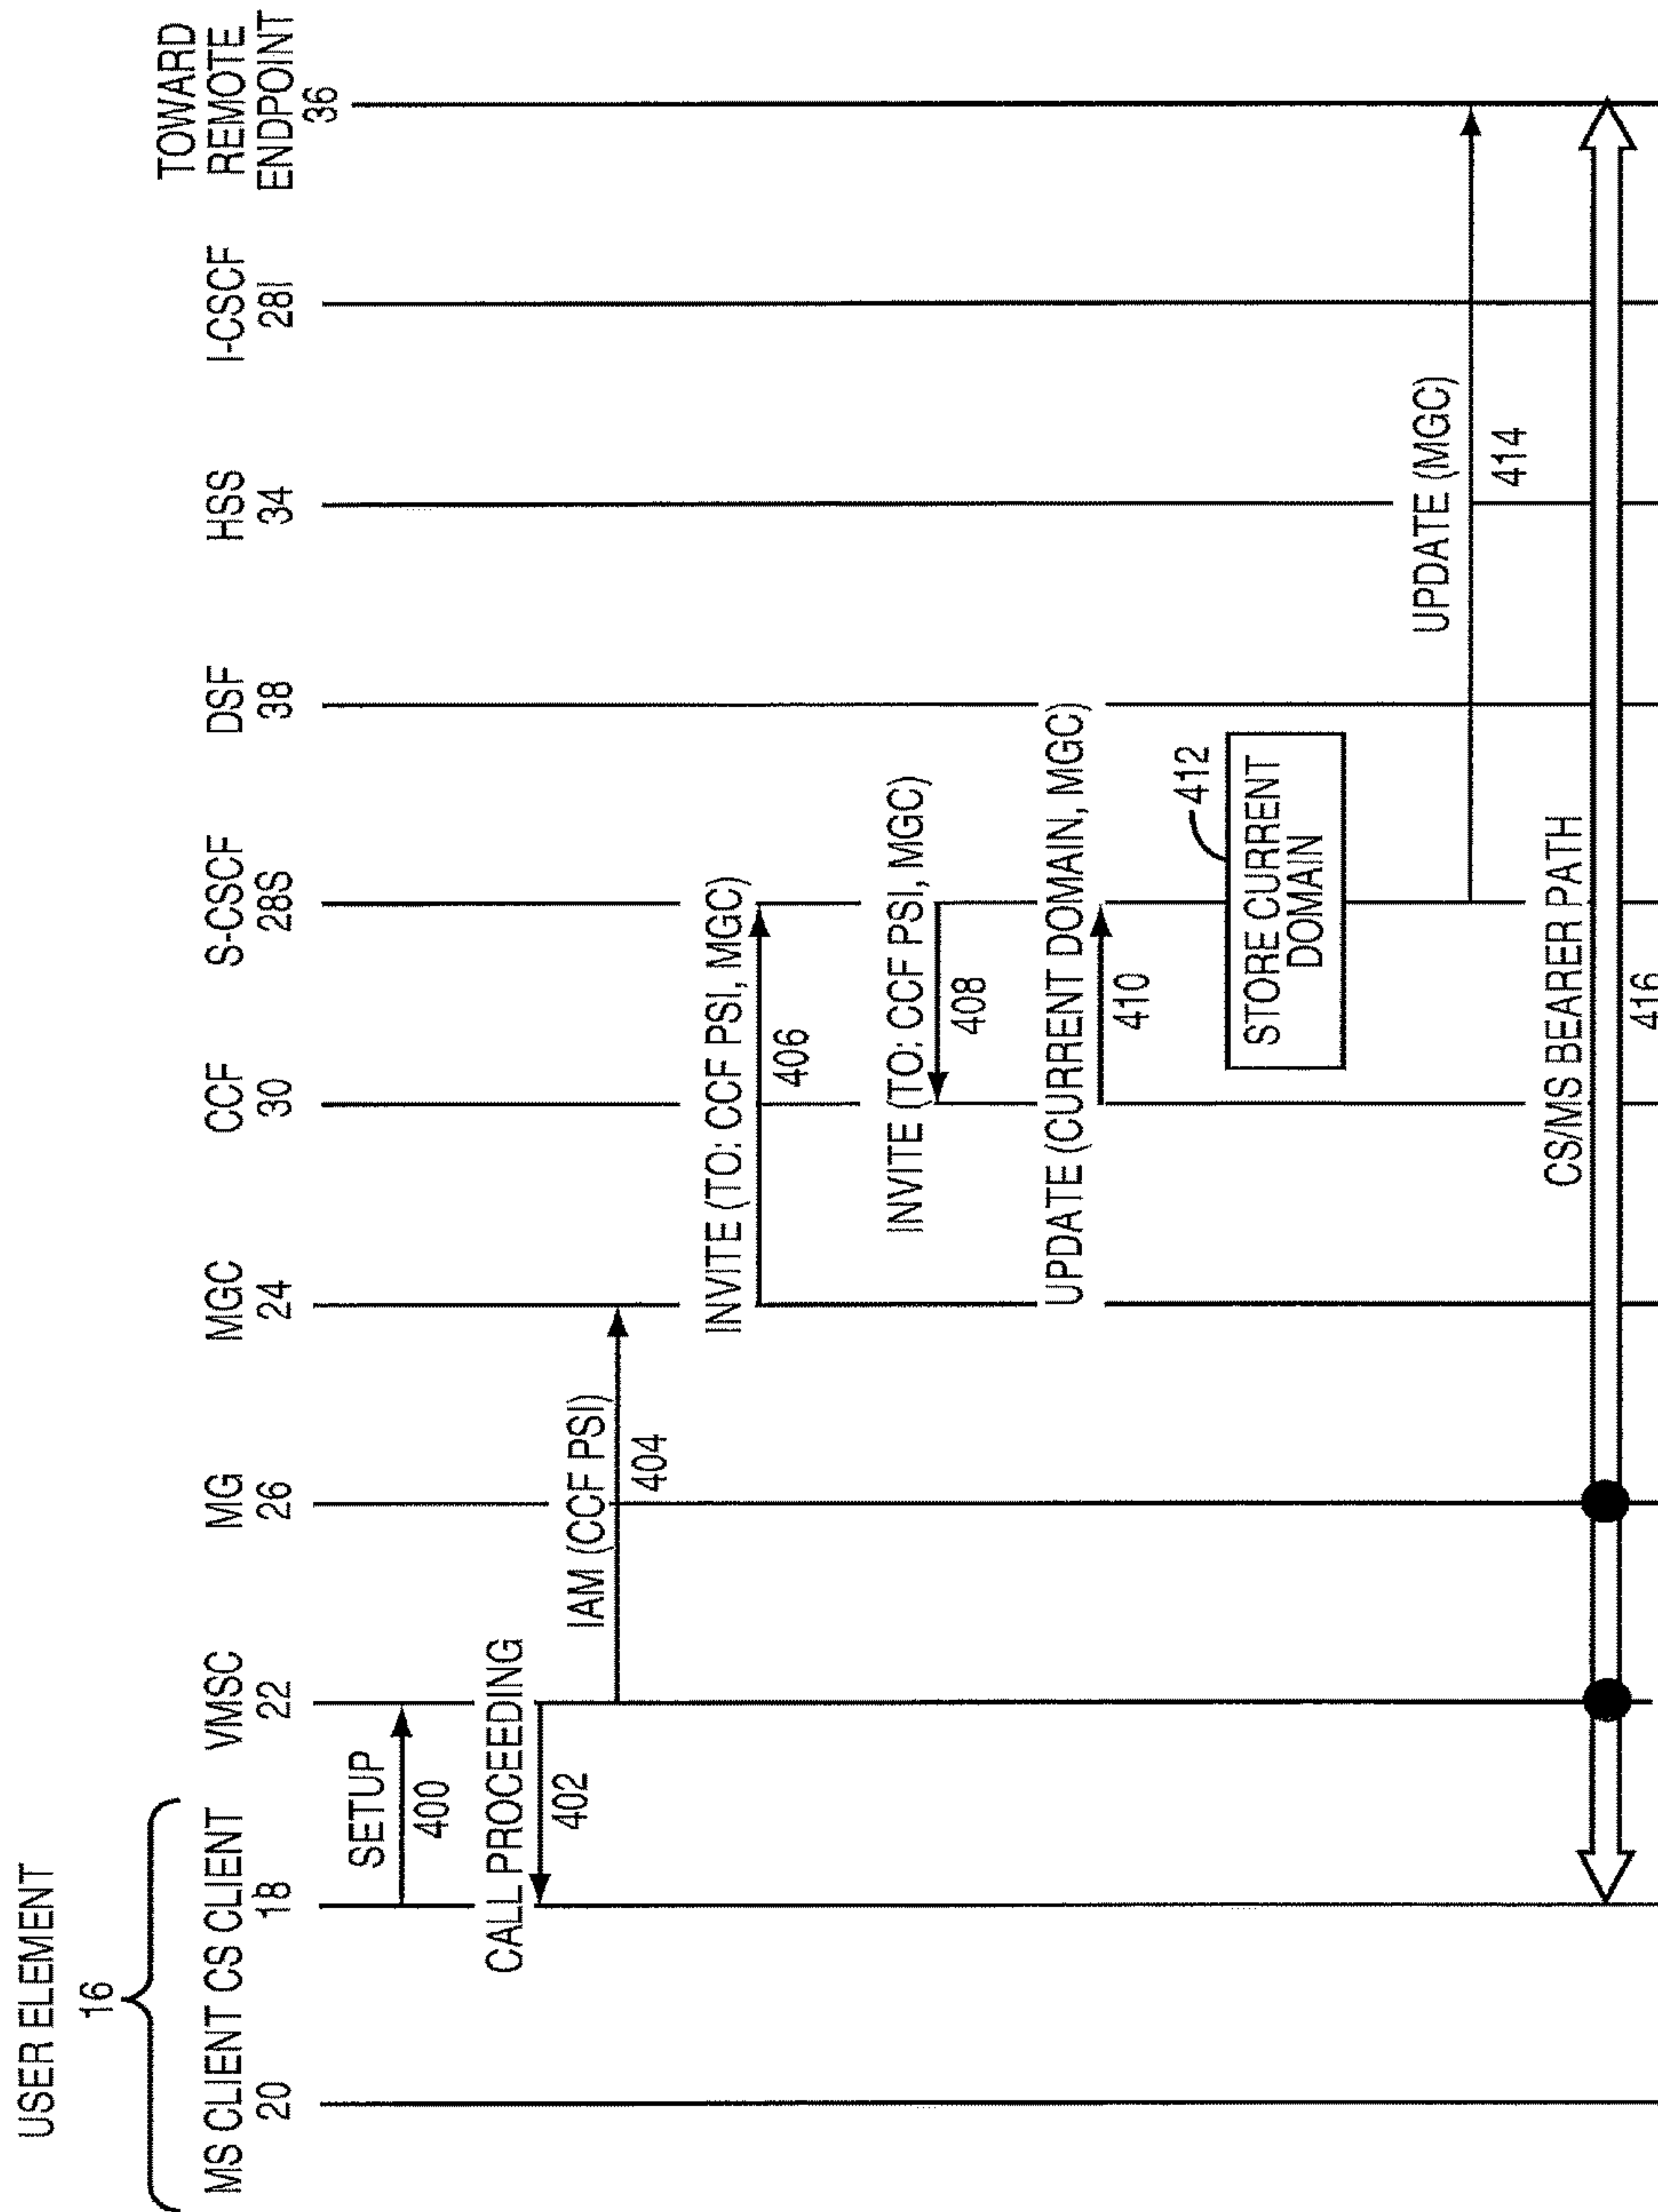 USER ELEMENT
16
MS CLIENT
20
CS CLIENT
18
VMSC
22
MG
26
MGC
24
CCF
30
S-CSCF
28S
DSF
38
HSS
34
I-CSCF
28I
TOWARD
REMOTE
ENDPOINT
36
SETUP
400
CALL PROCEEDING
402
IAM (CCF PSI)
404
INVITE (TO: CCF PSI, MGC)
406
INVITE (TO: CCF PSI, MGC)
408
UPDATE (CURRENT DOMAIN, MGC)
410
412
STORE CURRENT
DOMAIN
UPDATE (MGC)
414
CS/MS BEARER PATH
416